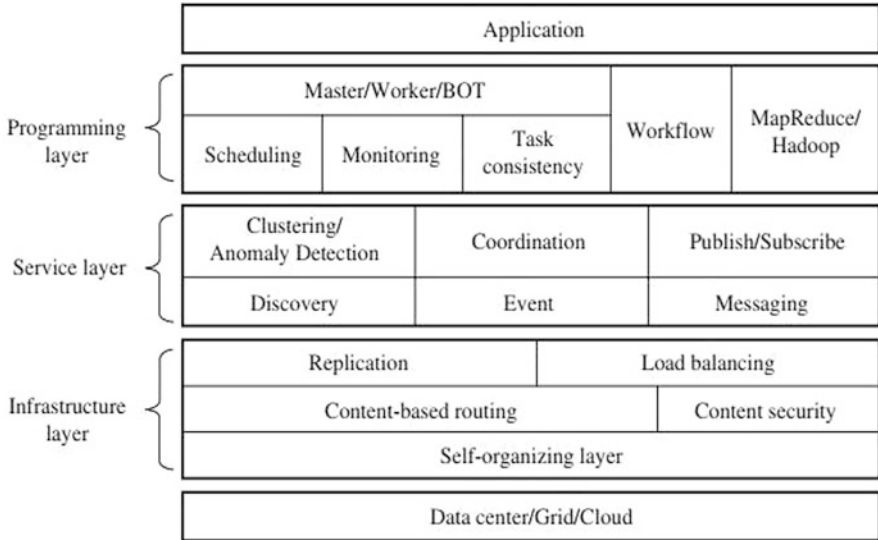 Application
Programming
layer
Master/Worker/BOT
Scheduling
Monitoring
Task
consistency
Workflow
MapReduce/
Hadoop
Service layer
Clustering/
Anomaly Detection
Coordination
Publish/Subscribe
Discovery
Event
Messaging
Infrastructure
layer
Replication
Load balancing
Content-based routing
Content security
Self-organizing layer
Data center/Grid/Cloud